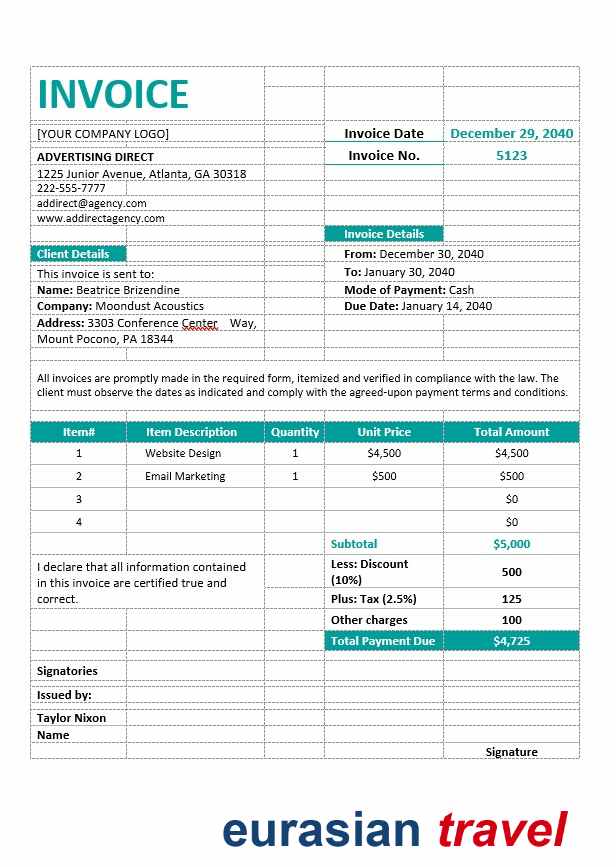 INVOICE
[YOUR COMPANY LOGO]
Invoice Date December 29, 2040
ADVERTISING DIRECT
Invoice No. 5123
1225 Junior Avenue, Atlanta, GA 30318
222-555-7777
addirect@agency.com
www.addirectagency.com
Invoice Details
Client Details
From: December 30, 2040
This invoice is sent to:
To: January 30, 2040
Name: Beatrice Brizendine
Mode of Payment: Cash
Company: Moondust Acoustics
Due Date: January 14, 2040
Address: 3303 Conference Center Way,
Mount Pocono, PA 18344
All invoices are promptly made in the required form, itemized and verified in compliance with the law. The
client must observe the dates as indicated and comply with the agreed-upon payment terms and conditions.
Item# Item Description Quantity Unit Price Total Amount
1 Website Design 1 $4,500 $4,500
2 Email Marketing 1 $500 $500
3 $0
4 $0
Subtotal $5,000
I declare that all information contained
in this invoice are certified true and
correct.
Less: Discount
(10%) 500
Plus: Tax (2.5%) 125
Other charges 100
Total Payment Due $4,725
Signatories
Issued by:
Taylor Nixon
Name
Signature
eurasian travel